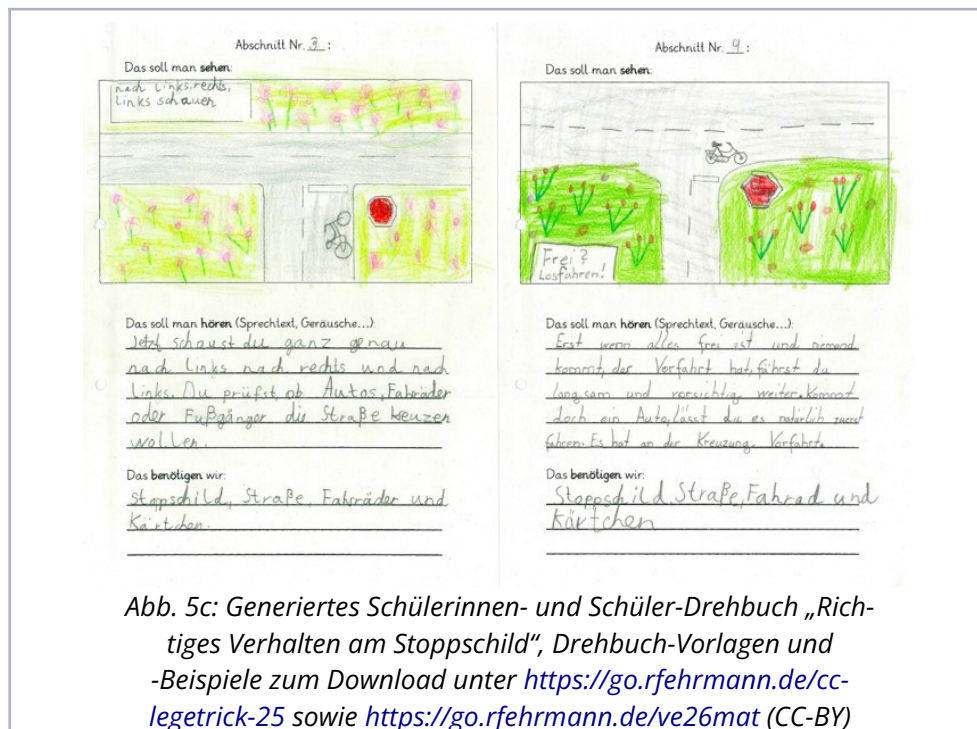 Abschnitt Nr. 3 :
Das soll man sehen:
nach links, rechts,
links schauen
Das soll man hören (Sprechtext, Geräusche...):
Jetzt schaust du ganz genau
nach links nach rechts und nach
links. Du prüfst, ob Autos, Fahräder
oder Fußgänger die Straße kreuzen
wollen.
Das benötigen wir:
Stoppschild, Straße, Fahrräder und
Kärtchen.
Abschnitt Nr. 4 :
Das soll man sehen:
Frei?
Losfahren!
Das soll man hören (Sprechtext, Geräusche...):
Erst wenn alles frei ist und niemand
kommt, der Vorfahrt hat, fährst du
langsam und vorsichtig weiter. Kommt
doch ein Auto, lässt du es natürlich zuerst
fahren. Es hat an der Kreuzung Vorfahrt.
Das benötigen wir:
Stoppschild, Straße, Fahrad und
Kärtchen
Abb. 5c: Generiertes Schülerinnen- und Schüler-Drehbuch „Rich-
tiges Verhalten am Stoppschild“, Drehbuch-Vorlagen und
-Beispiele zum Download unter https://go.rfehrmann.de/cc-
legetrick-25 sowie https://go.rfehrmann.de/ve26mat (CC-BY)